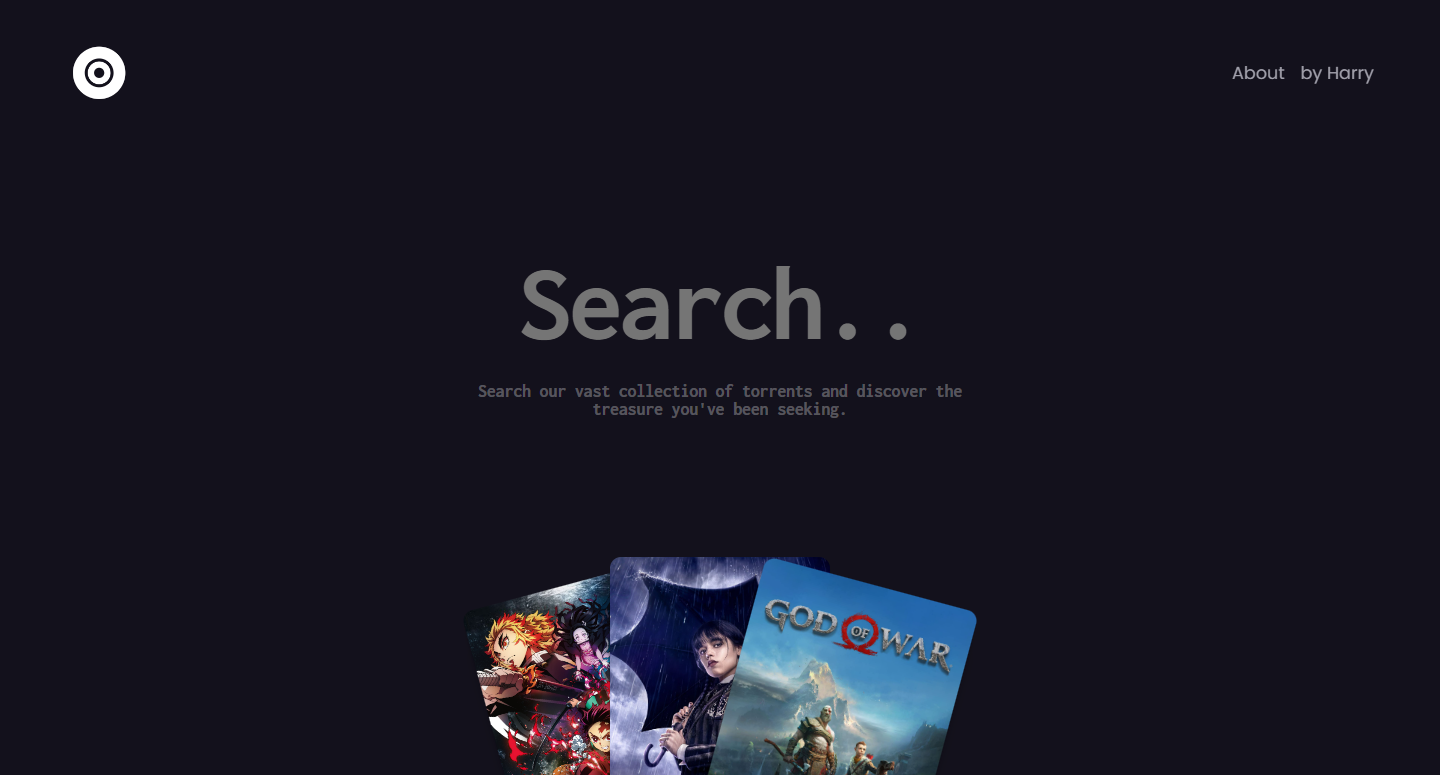 About by Harry
Search..
Search our vast collection of torrents and discover the
treasure you've been seeking.
GOD OF WAR